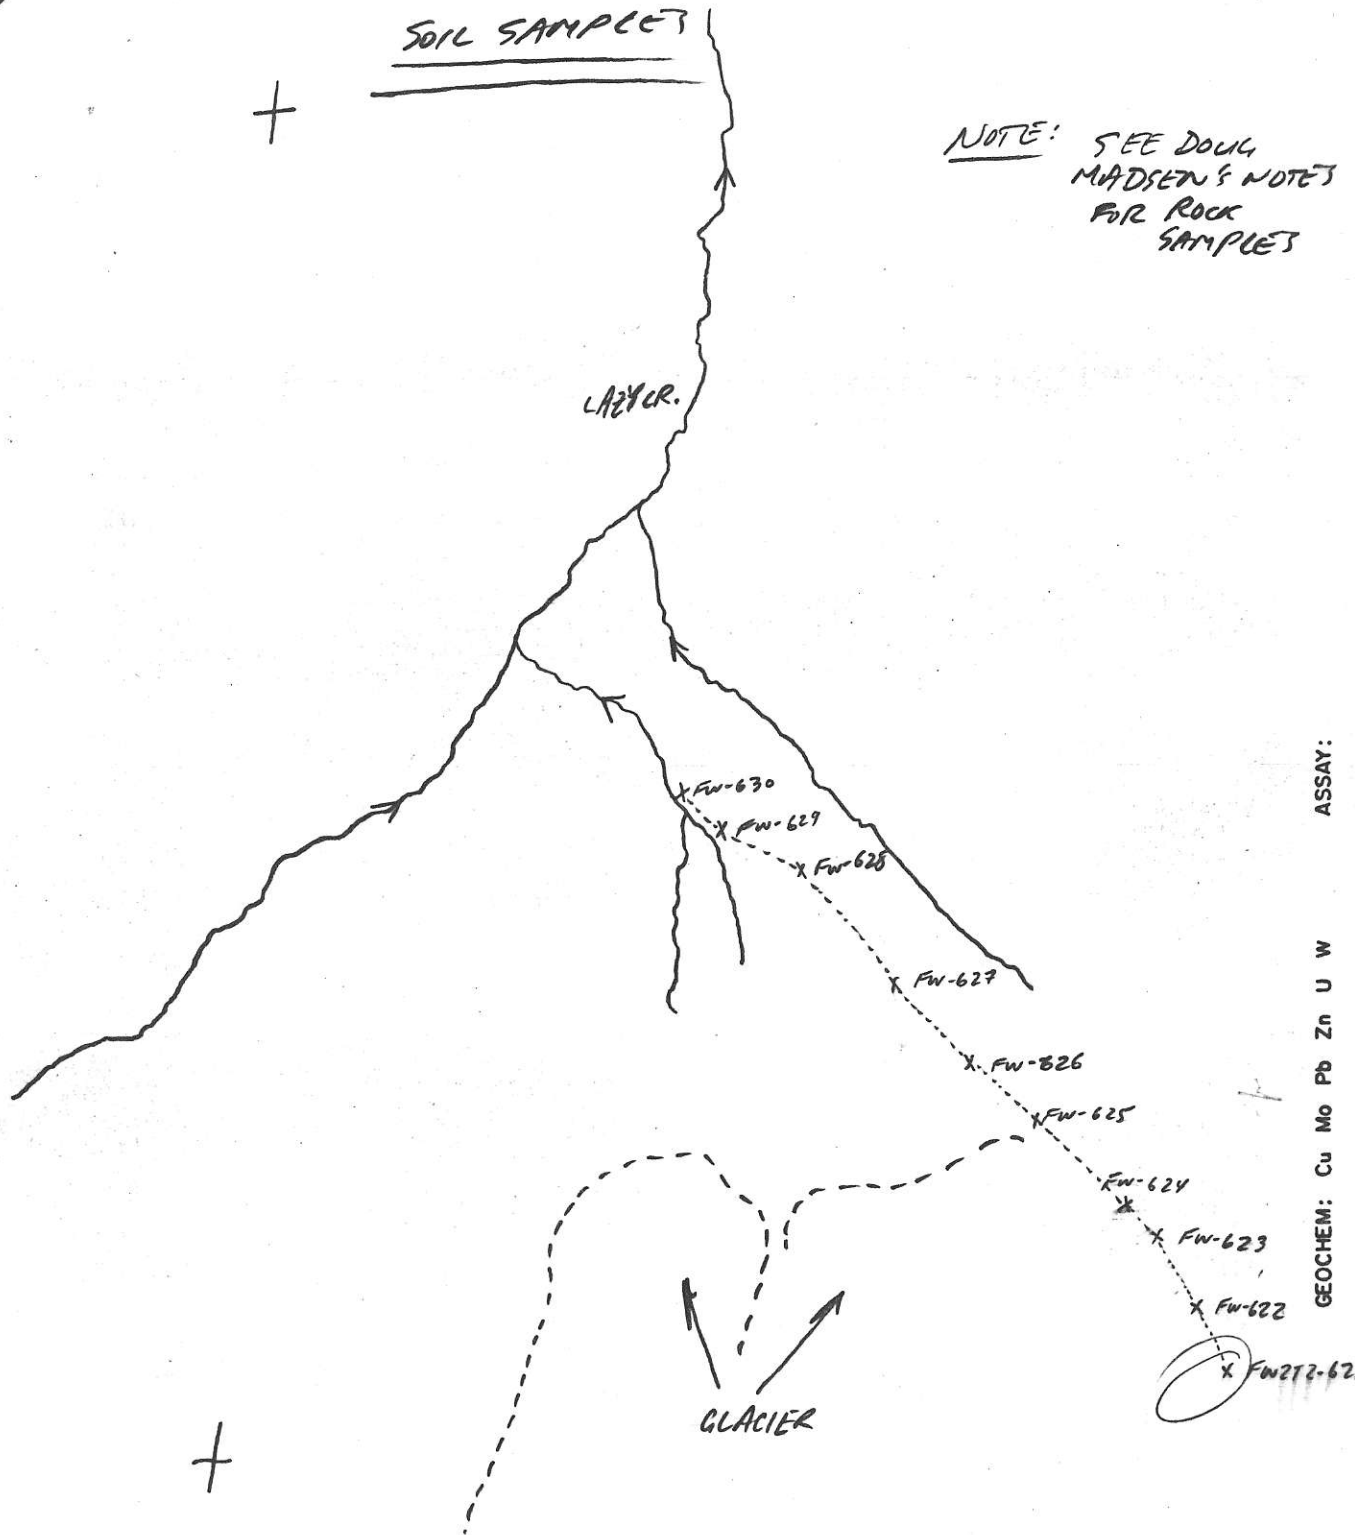 SOIL SAMPLES
NOTE: SEE DOUG
MADSEN'S NOTES
FOR ROCK
SAMPLES
LAZY CR.
FW-630
FW-629
FW-628
FW-627
FW-626
FW-625
FW-624
FW-623
FW-622
GLACIER
GEOCHEM: Cu Mo Pb Zn U W ASSAY: